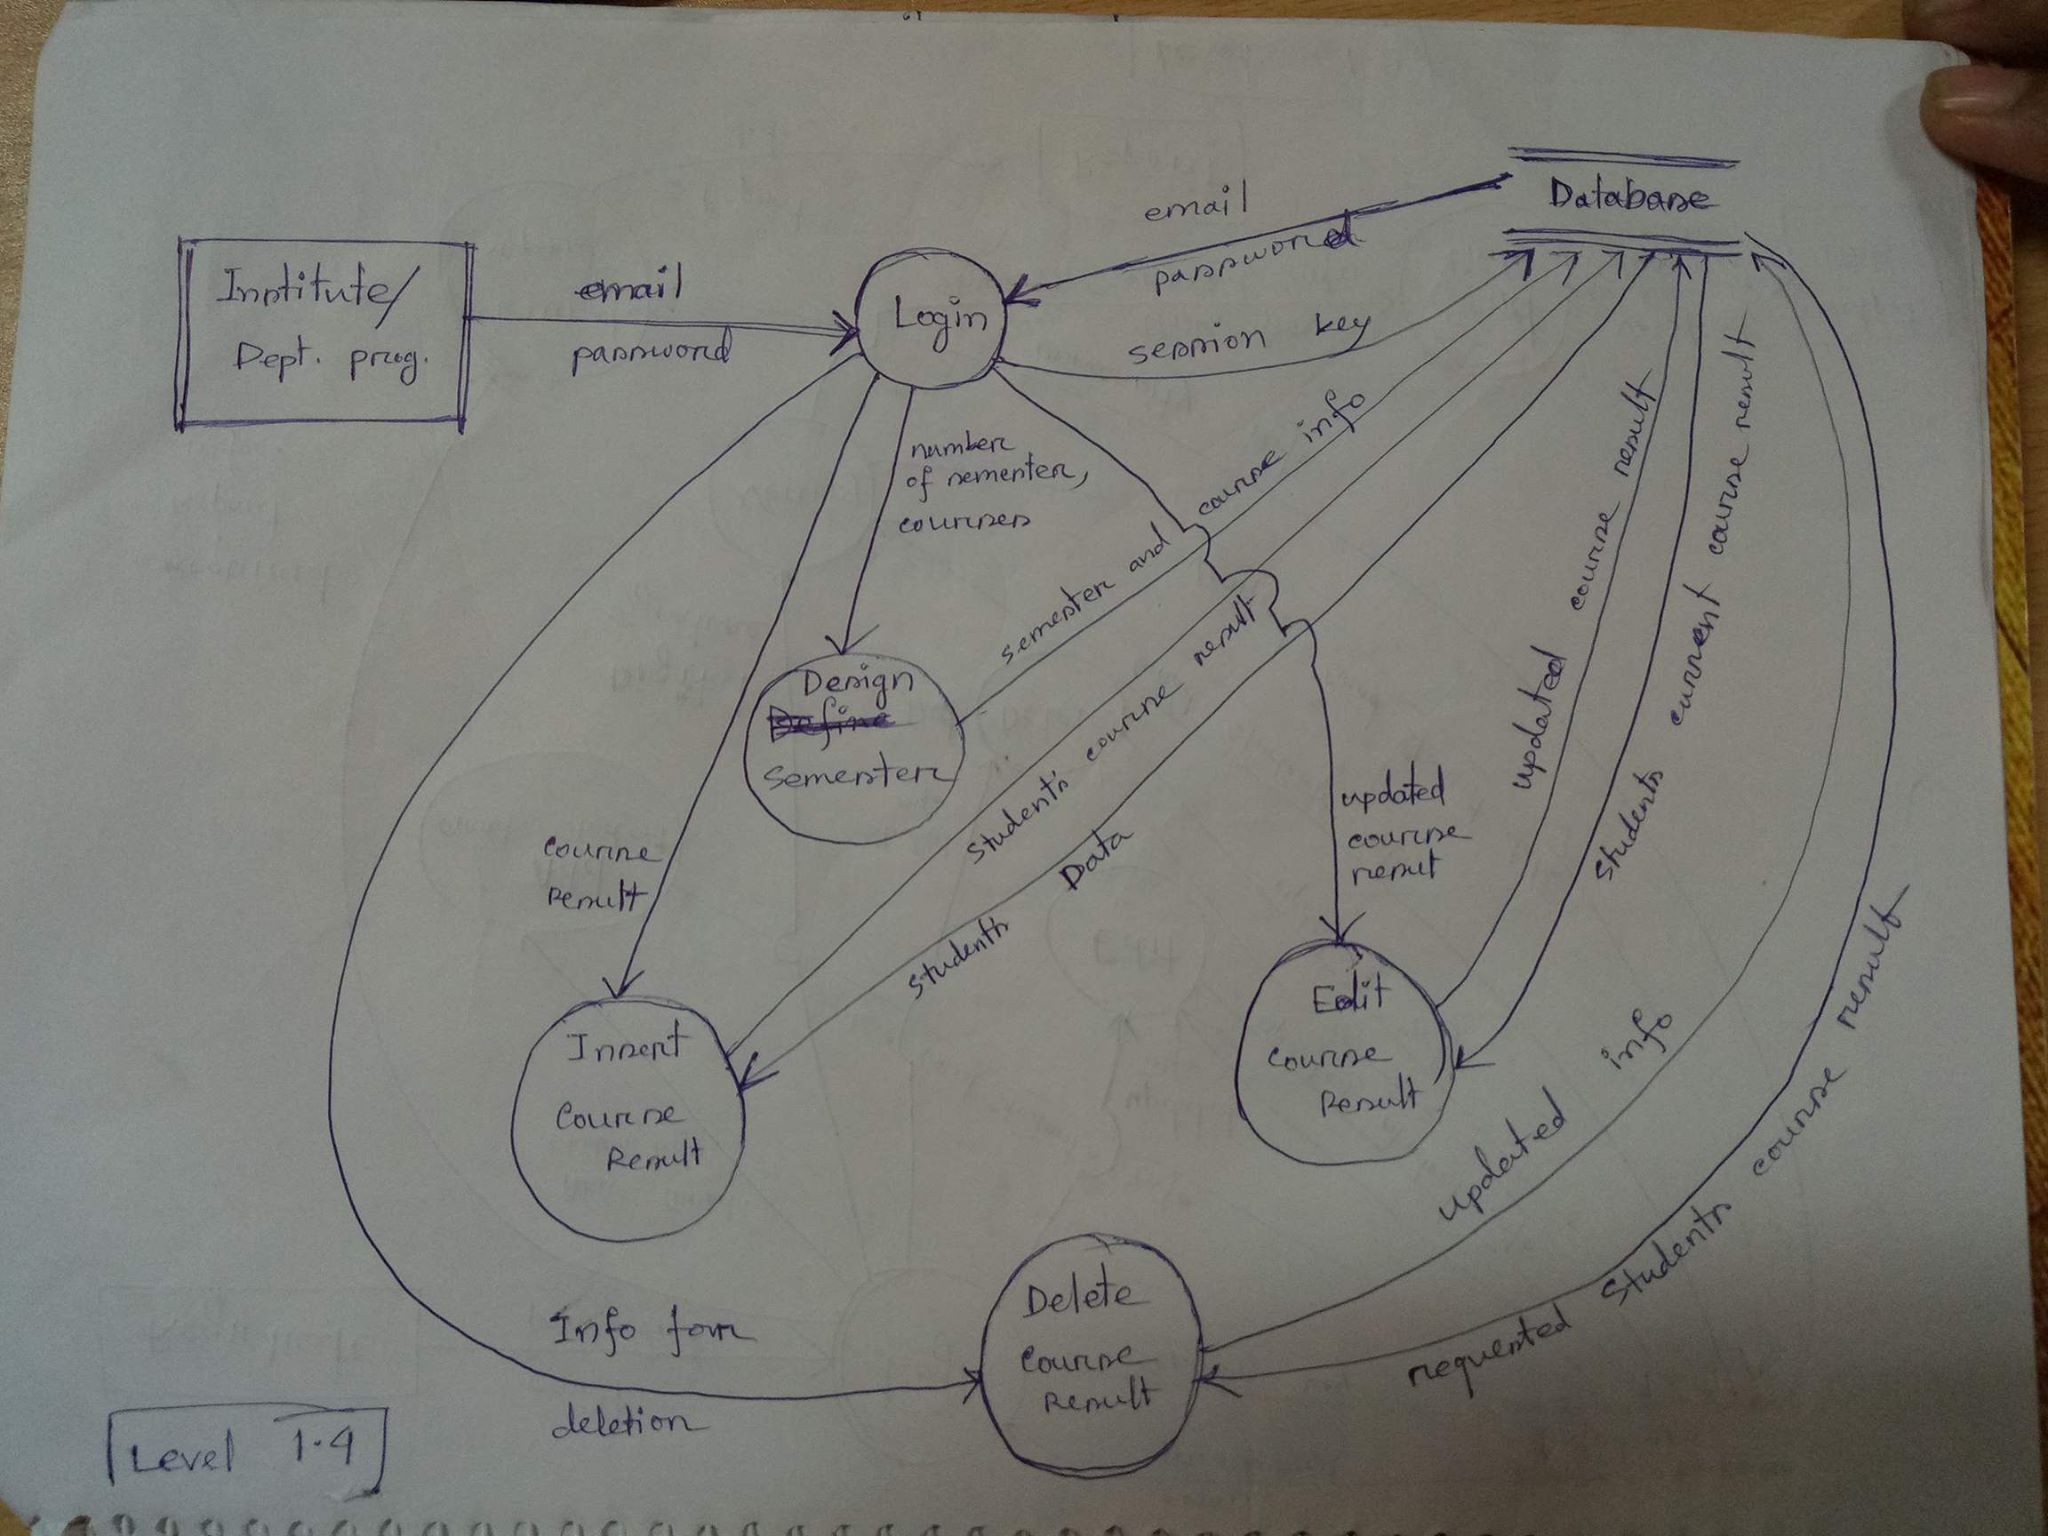 Database
email
password
Institute/
Dept. prog.
email
password
Login
session key
number
of semester,
courses
semester and course info
Student's course result
Students Data
updated course result
Students current course result
Design
Define
Semester
updated
course
result
course
Result
Insert
Course
Result
Edit
Course
Result
updated info
requested Students course result
Delete
Course
Result
Info for
deletion
Level 1.4